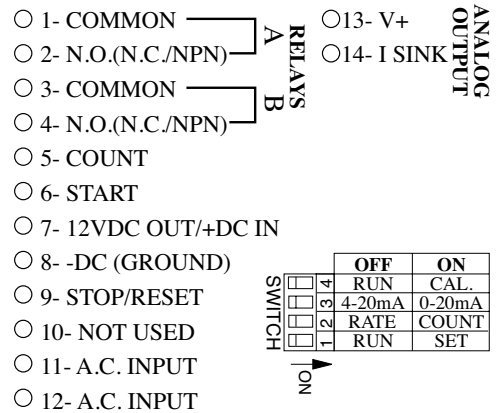 1- COMMON
2- N.O.(N.C./NPN)
3- COMMON
4- N.O.(N.C./NPN)
5- COUNT
6- START
7- 12VDC OUT/+DC IN
8- -DC (GROUND)
9- STOP/RESET
10- NOT USED
11- A.C. INPUT
12- A.C. INPUT
A
B
RELAYS
13- V+
14- I SINK
ANALOG
OUTPUT
SWITCH
OFF ON
4 RUN CAL.
3 4-20mA 0-20mA
2 RATE COUNT
1 RUN SET
ON